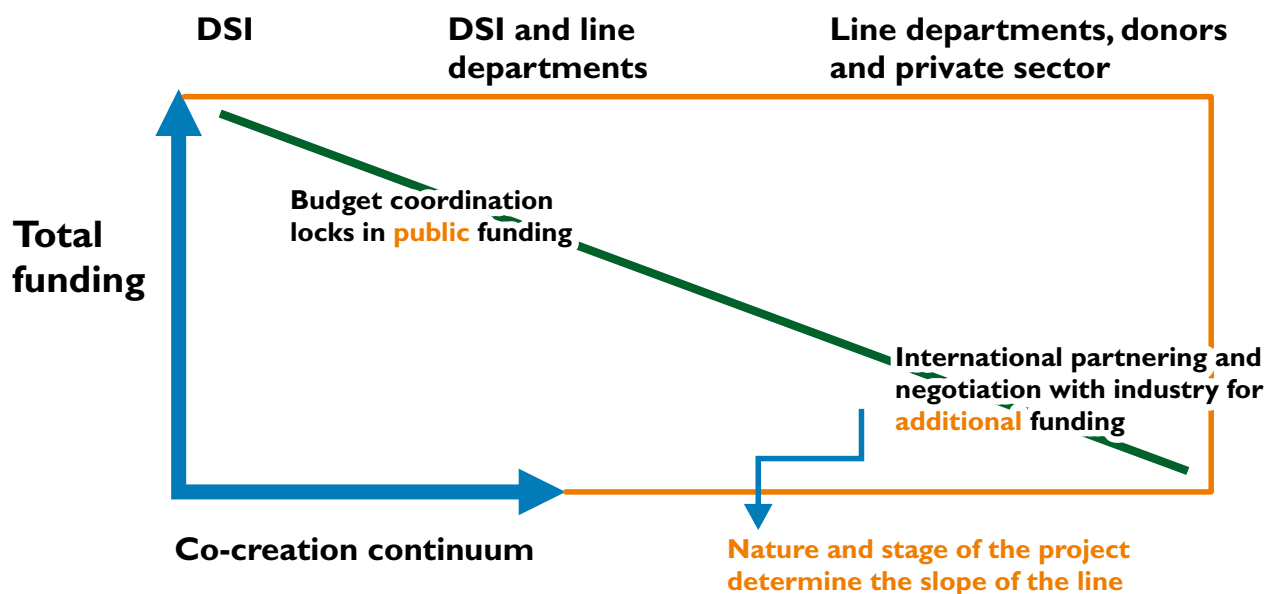 DSI
DSI and line
departments
Line departments, donors
and private sector
Total
funding
Budget coordination
locks in public funding
International partnering and
negotiation with industry for
additional funding
Co-creation continuum
Nature and stage of the project
determine the slope of the line